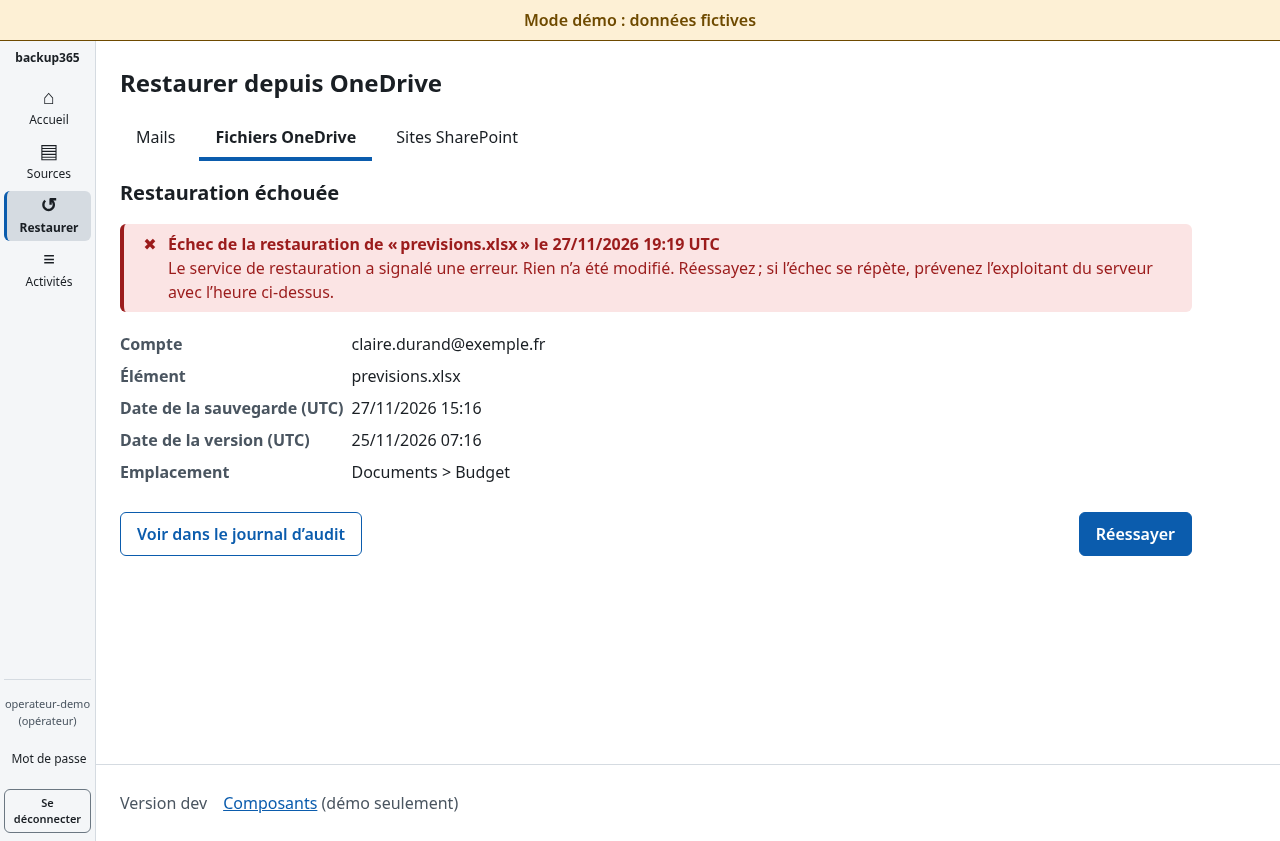 Mode démo : données fictives
backup365
Accueil
Sources
Restaurer
Activités
operateur-demo
(opérateur)
Mot de passe
Se
déconnecter
Restaurer depuis OneDrive
Mails
Fichiers OneDrive
Sites SharePoint
Restauration échouée
✖ Échec de la restauration de « previsions.xlsx » le 27/11/2026 19:19 UTC
Le service de restauration a signalé une erreur. Rien n’a été modifié. Réessayez ; si l’échec se répète, prévenez l’exploitant du serveur
avec l’heure ci-dessus.
Compte claire.durand@exemple.fr
Élément previsions.xlsx
Date de la sauvegarde (UTC) 27/11/2026 15:16
Date de la version (UTC) 25/11/2026 07:16
Emplacement Documents > Budget
Voir dans le journal d’audit
Réessayer
Version dev Composants (démo seulement)